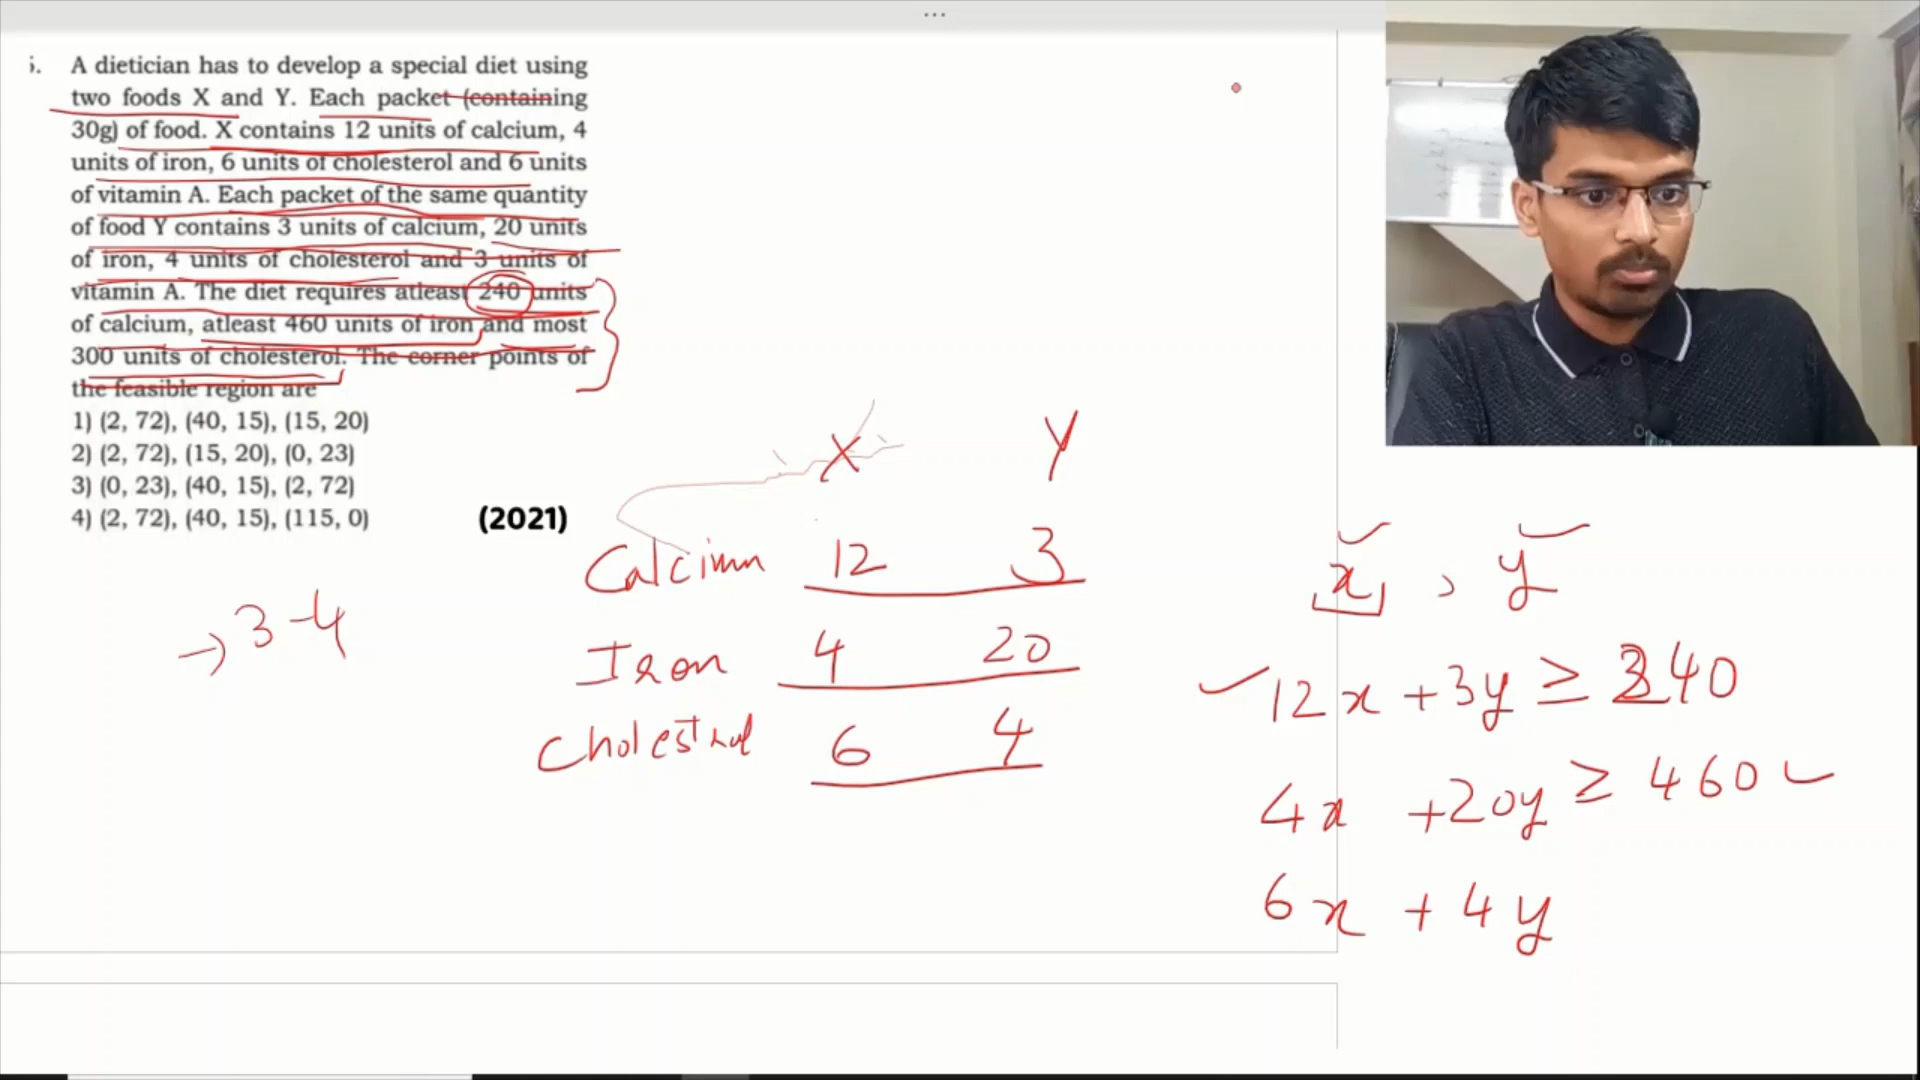 5. A dietician has to develop a special diet using
two foods X and Y. Each packet (containing
30g) of food. X contains 12 units of calcium, 4
units of iron, 6 units of cholesterol and 6 units
of vitamin A. Each packet of the same quantity
of food Y contains 3 units of calcium, 20 units
of iron, 4 units of cholesterol and 3 units of
vitamin A. The diet requires atleast 240 units
of calcium, atleast 460 units of iron and most
300 units of cholesterol. The corner points of
the feasible region are
1) (2, 72), (40, 15), (15, 20)
2) (2, 72), (15, 20), (0, 23)
3) (0, 23), (40, 15), (2, 72)
4) (2, 72), (40, 15), (115, 0)
(2021)
→ 3-4
X Y
Calcium 12 3
Iron 4 20
Cholestrol 6 4
x , y
12x + 3y ≥ 240
4x + 20y ≥ 460
6x + 4y